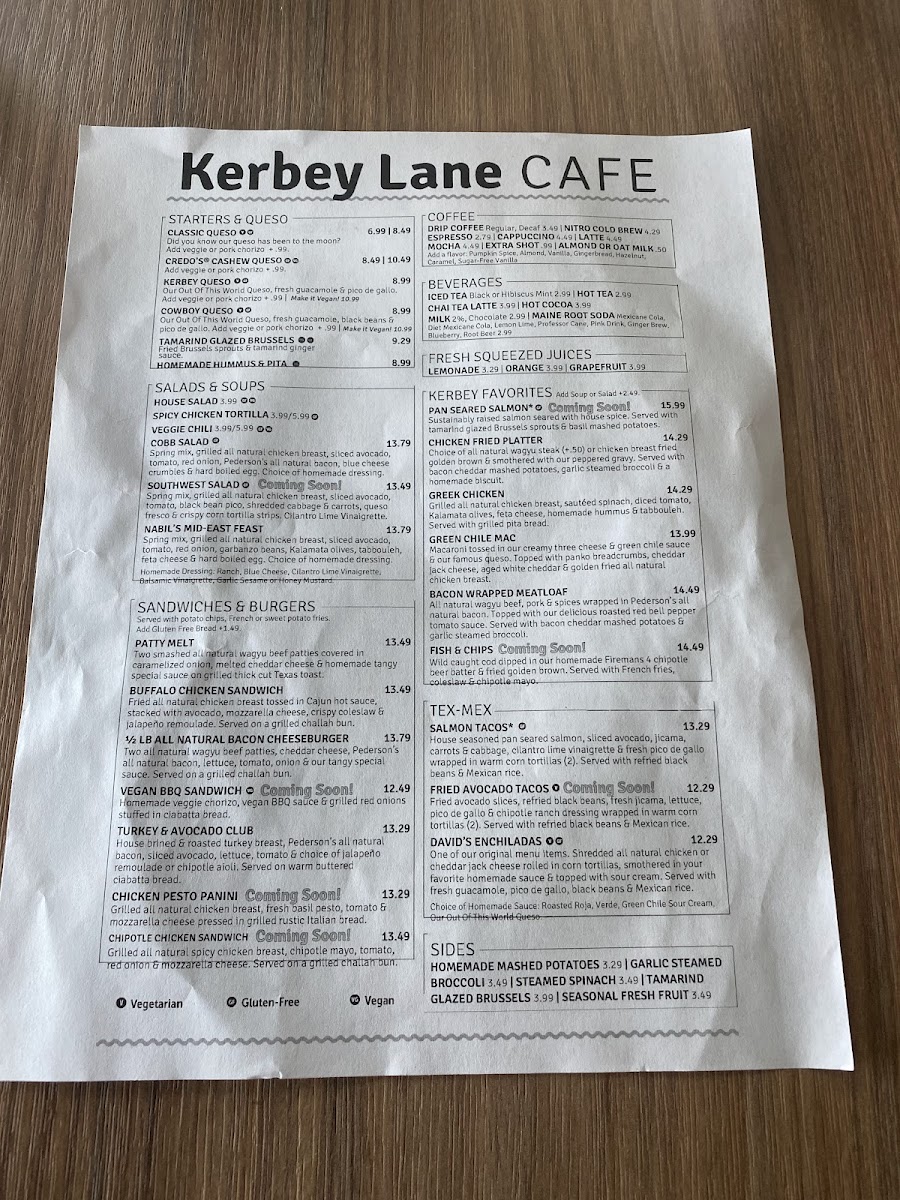 Kerbey Lane CAFE
STARTERS & QUESO
CLASSIC QUESO 6.99 | 8.49
Did you know our queso has been to the moon?
Add veggie or pork chorizo + .99.
CREDO'S® CASHEW QUESO 8.49 | 10.49
Add veggie or pork chorizo + .99.
KERBEY QUESO 8.99
Our Out Of This World Queso, fresh guacamole & pico de gallo.
Add veggie or pork chorizo + .99 | Make it Vegan! 10.99
COWBOY QUESO 8.99
Our Out Of This World Queso, fresh guacamole, black beans &
pico de gallo. Add veggie or pork chorizo + .99 | Make it Vegan! 10.99
TAMARIND GLAZED BRUSSELS 9.29
Fried Brussels sprouts & tamarind ginger
sauce.
HOMEMADE HUMMUS & PITA 8.99
SALADS & SOUPS
HOUSE SALAD 3.99
SPICY CHICKEN TORTILLA 3.99/5.99
VEGGIE CHILI 3.99/5.99
COBB SALAD 13.79
Spring mix, grilled all natural chicken breast, sliced avocado,
tomato, red onion, Pederson's all natural bacon, blue cheese
crumbles & hard boiled egg. Choice of homemade dressing.
SOUTHWEST SALAD Coming Soon! 13.49
Spring mix, grilled all natural chicken breast, sliced avocado,
tomato, black bean pico, shredded cabbage & carrots, queso
fresco & crispy corn tortilla strips. Cilantro Lime Vinaigrette.
NABIL'S MID-EAST FEAST 13.79
Spring mix, grilled all natural chicken breast, sliced avocado,
tomato, red onion, garbanzo beans, Kalamata olives, tabbouleh,
feta cheese & hard boiled egg. Choice of homemade dressing.
Homemade Dressing: Ranch, Blue Cheese, Cilantro Lime Vinaigrette,
Balsamic Vinaigrette, Garlic Sesame or Honey Mustard.
SANDWICHES & BURGERS
Served with potato chips, French or sweet potato fries.
Add Gluten Free Bread +1.49.
PATTY MELT 13.49
Two smashed all natural wagyu beef patties covered in
caramelized onion, melted cheddar cheese & homemade tangy
special sauce on grilled thick cut Texas toast.
BUFFALO CHICKEN SANDWICH 13.49
Fried all natural chicken breast tossed in Cajun hot sauce,
stacked with avocado, mozzarella cheese, crispy coleslaw &
jalapeño remoulade. Served on a grilled challah bun.
½ LB ALL NATURAL BACON CHEESEBURGER 13.79
Two all natural wagyu beef patties, cheddar cheese, Pederson's
all natural bacon, lettuce, tomato, onion & our tangy special
sauce. Served on a grilled challah bun.
VEGAN BBQ SANDWICH Coming Soon! 12.49
Homemade veggie chorizo, vegan BBQ sauce & grilled red onions
stuffed in ciabatta bread.
TURKEY & AVOCADO CLUB 13.29
House brined & roasted turkey breast, Pederson's all natural
bacon, sliced avocado, lettuce, tomato & choice of jalapeño
remoulade or chipotle aioli. Served on warm buttered
ciabatta bread.
CHICKEN PESTO PANINI Coming Soon! 13.29
Grilled all natural chicken breast, fresh basil pesto, tomato &
mozzarella cheese pressed in grilled rustic Italian bread.
CHIPOTLE CHICKEN SANDWICH Coming Soon! 13.49
Grilled all natural spicy chicken breast, chipotle mayo, tomato,
red onion & mozzarella cheese. Served on a grilled challah bun.
V Vegetarian GF Gluten-Free VG Vegan
COFFEE
DRIP COFFEE Regular, Decaf 3.49 | NITRO COLD BREW 4.29
ESPRESSO 2.79 | CAPPUCCINO 4.49 | LATTE 4.49
MOCHA 4.49 | EXTRA SHOT .99 | ALMOND OR OAT MILK .50
Add a flavor: Pumpkin Spice, Almond, Vanilla, Gingerbread, Hazelnut,
Caramel, Sugar-Free Vanilla
BEVERAGES
ICED TEA Black or Hibiscus Mint 2.99 | HOT TEA 2.99
CHAI TEA LATTE 3.99 | HOT COCOA 3.99
MILK 2%, Chocolate 2.99 | MAINE ROOT SODA Mexicane Cola,
Diet Mexicane Cola, Lemon Lime, Professor Cane, Pink Drink, Ginger Brew,
Blueberry, Root Beer 2.99
FRESH SQUEEZED JUICES
LEMONADE 3.29 | ORANGE 3.99 | GRAPEFRUIT 3.99
KERBEY FAVORITES Add Soup or Salad +2.49.
PAN SEARED SALMON* Coming Soon! 15.99
Sustainably raised salmon seared with house spice. Served with
tamarind glazed Brussels sprouts & basil mashed potatoes.
CHICKEN FRIED PLATTER 14.29
Choice of all natural wagyu steak (+.50) or chicken breast fried
golden brown & smothered with our peppered gravy. Served with
bacon cheddar mashed potatoes, garlic steamed broccoli & a
homemade biscuit.
GREEK CHICKEN 14.29
Grilled all natural chicken breast, sautéed spinach, diced tomato,
Kalamata olives, feta cheese, homemade hummus & tabbouleh.
Served with grilled pita bread.
GREEN CHILE MAC 13.99
Macaroni tossed in our creamy three cheese & green chile sauce
& our famous queso. Topped with panko breadcrumbs, cheddar
jack cheese, aged white cheddar & golden fried all natural
chicken breast.
BACON WRAPPED MEATLOAF 14.49
All natural wagyu beef, pork & spices wrapped in Pederson's all
natural bacon. Topped with our delicious roasted red bell pepper
tomato sauce. Served with bacon cheddar mashed potatoes &
garlic steamed broccoli.
FISH & CHIPS Coming Soon! 14.49
Wild caught cod dipped in our homemade Firemans 4 chipotle
beer batter & fried golden brown. Served with French fries,
coleslaw & chipotle mayo.
TEX-MEX
SALMON TACOS* 13.29
House seasoned pan seared salmon, sliced avocado, jicama,
carrots & cabbage, cilantro lime vinaigrette & fresh pico de gallo
wrapped in warm corn tortillas (2). Served with refried black
beans & Mexican rice.
FRIED AVOCADO TACOS Coming Soon! 12.29
Fried avocado slices, refried black beans, fresh jicama, lettuce,
pico de gallo & chipotle ranch dressing wrapped in warm corn
tortillas (2). Served with refried black beans & Mexican rice.
DAVID'S ENCHILADAS 12.29
One of our original menu items. Shredded all natural chicken or
cheddar jack cheese rolled in corn tortillas, smothered in your
favorite homemade sauce & topped with sour cream. Served with
fresh guacamole, pico de gallo, black beans & Mexican rice.
Choice of Homemade Sauce: Roasted Roja, Verde, Green Chile Sour Cream,
Our Out Of This World Queso
SIDES
HOMEMADE MASHED POTATOES 3.29 | GARLIC STEAMED
BROCCOLI 3.49 | STEAMED SPINACH 3.49 | TAMARIND
GLAZED BRUSSELS 3.99 | SEASONAL FRESH FRUIT 3.49